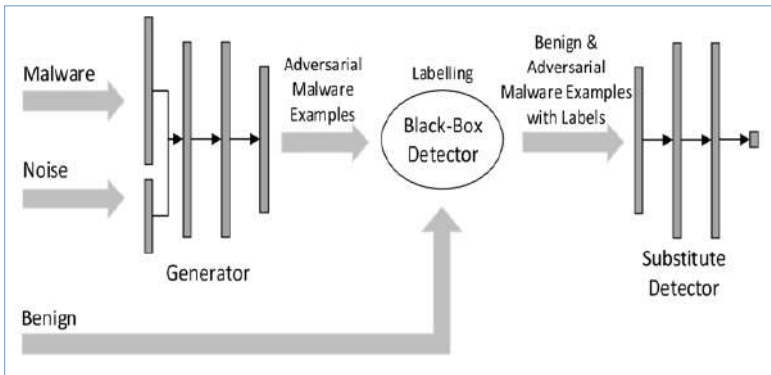 Malware
Noise
Benign
Generator
Adversarial
Malware
Examples
Labelling
Black-Box
Detector
Benign &
Adversarial
Malware Examples
with Labels
Substitute
Detector